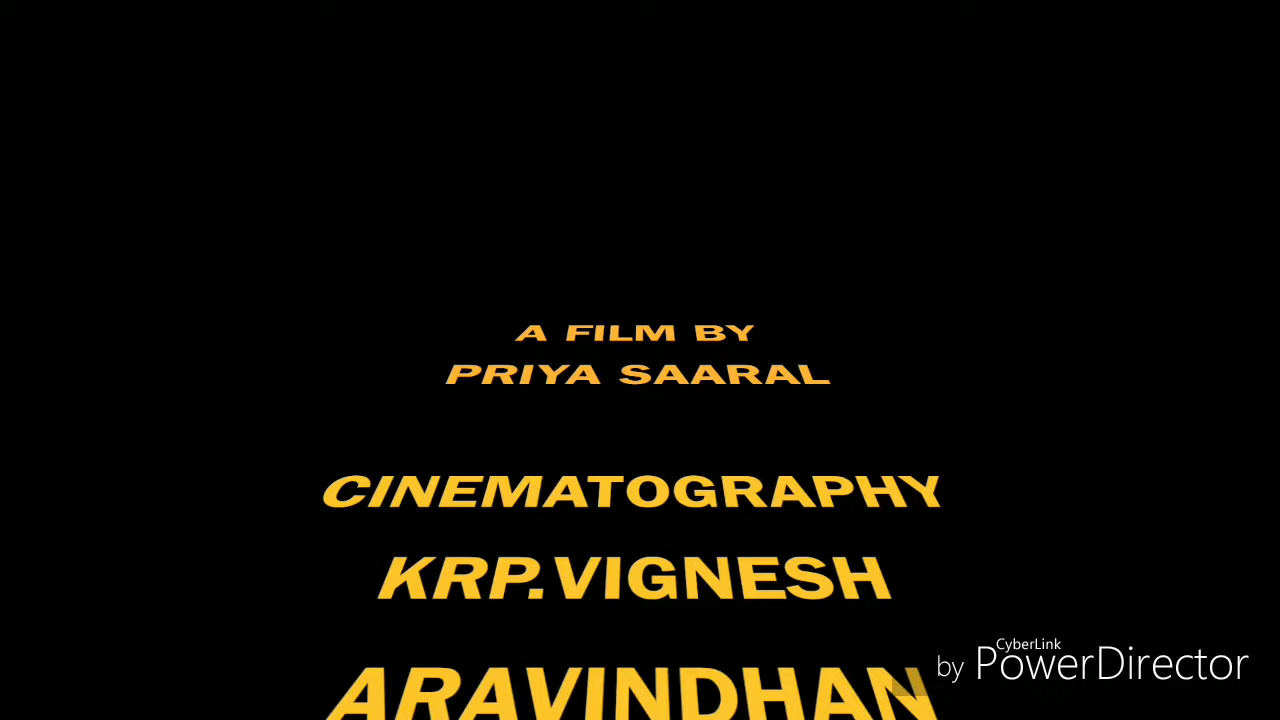 A FILM BY
PRIYA SAARAL
CINEMATOGRAPHY
KRP.VIGNESH
ARAVINDHAN
CyberLink
by PowerDirector